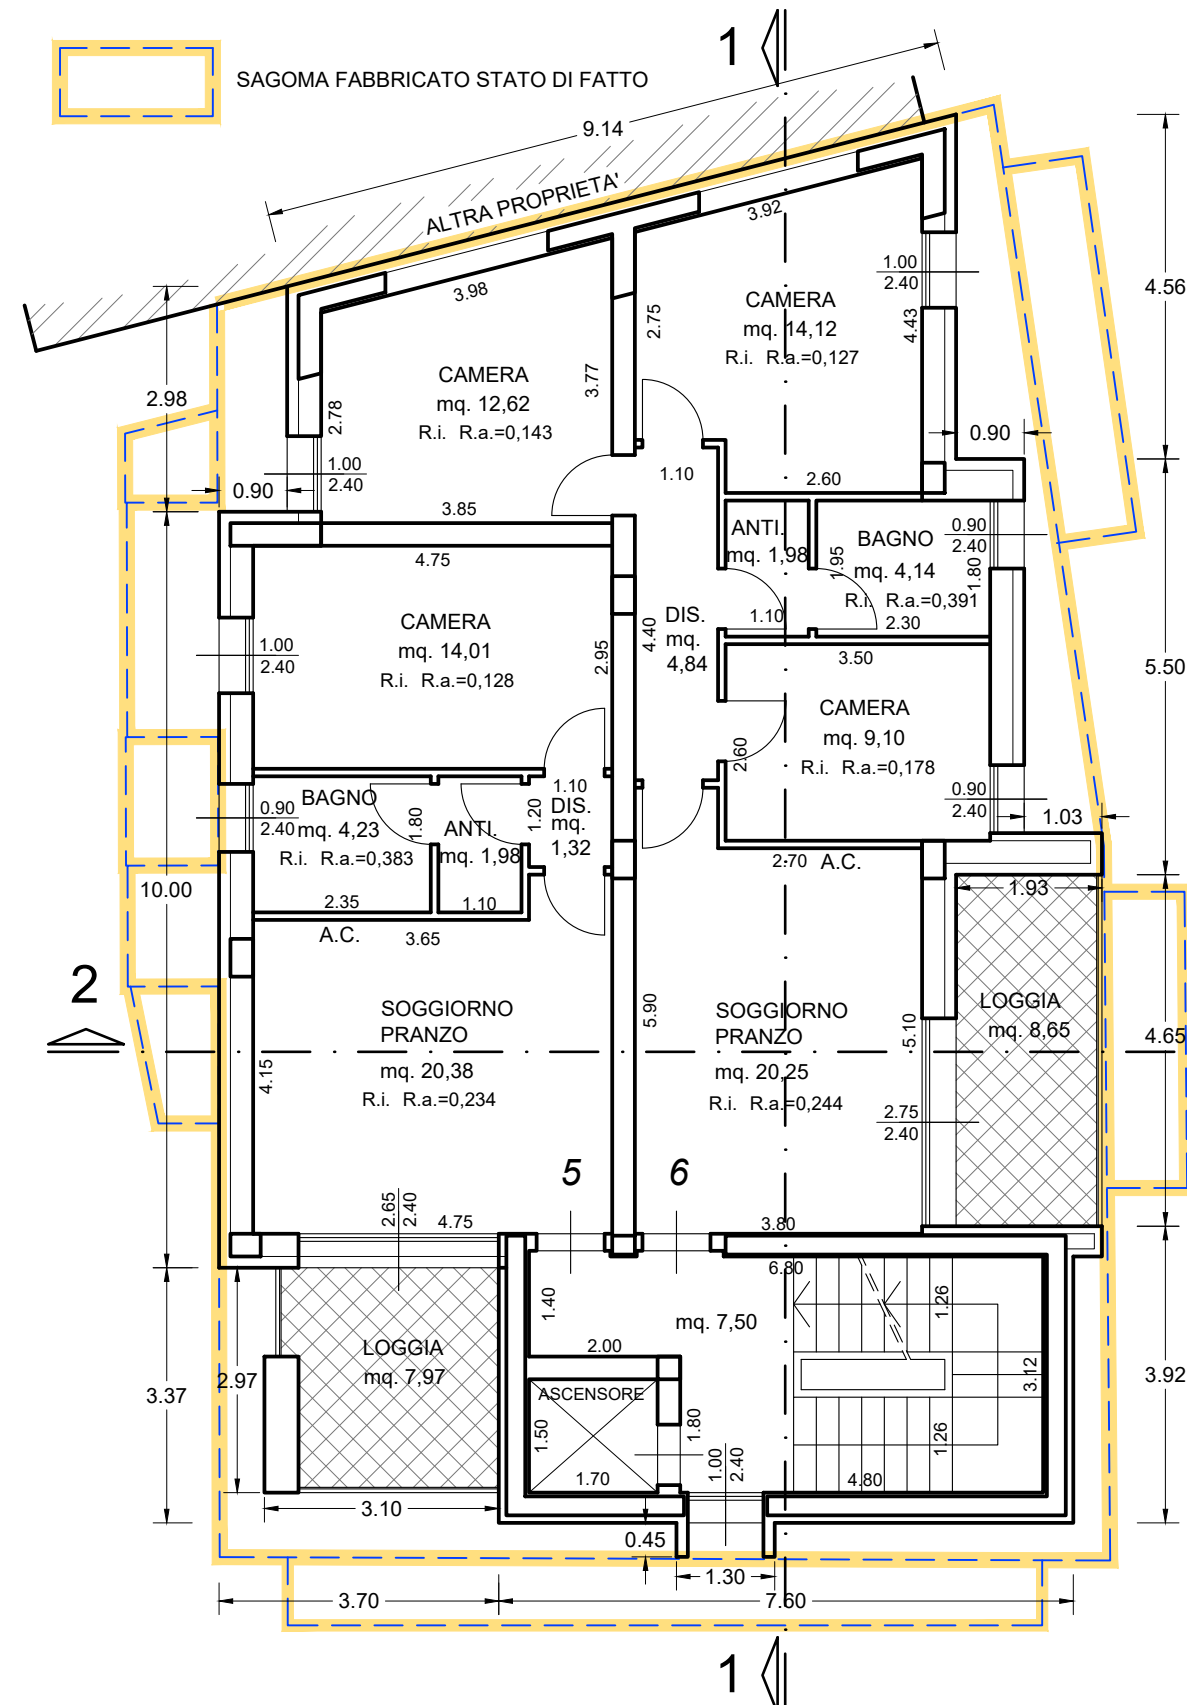 1
SAGOMA FABBRICATO STATO DI FATTO
9.14
ALTRA PROPRIETA'
3.92
3.98
1.00
2.40
4.56
CAMERA
mq. 14,12
R.i. R.a.=0,127
2.75
4.43
CAMERA
mq. 12,62
R.i. R.a.=0,143
3.77
2.78
2.98
0.90
1.10
1.00
2.40
0.90
2.60
3.85
4.75
ANTI.
mq. 1,98
1.95
BAGNO
mq. 4,14
R.i. R.a.=0,391
0.90
2.40
1.80
1.10
2.30
CAMERA
mq. 14,01
R.i. R.a.=0,128
1.00
2.40
2.95
4.40
DIS.
mq.
4,84
3.50
5.50
CAMERA
mq. 9,10
R.i. R.a.=0,178
2.60
BAGNO
mq. 4,23
R.i. R.a.=0,383
0.90
2.40
1.80
ANTI.
mq. 1,98
1.10
1.20
DIS.
mq.
1,32
0.90
2.40
1.03
2.70
A.C.
1.93
10.00
2.35
1.10
A.C.
3.65
2
SOGGIORNO
PRANZO
mq. 20,38
R.i. R.a.=0,234
4.15
5.90
SOGGIORNO
PRANZO
mq. 20,25
R.i. R.a.=0,244
5.10
LOGGIA
mq. 8,65
4.65
2.75
2.40
5
6
2.65
2.40
4.75
3.80
6.80
1.40
mq. 7,50
1.26
2.00
LOGGIA
mq. 7,97
2.97
3.37
3.12
3.92
ASCENSORE
1.50
1.80
1.70
1.00
2.40
1.26
4.80
3.10
0.45
1.30
3.70
7.60
1